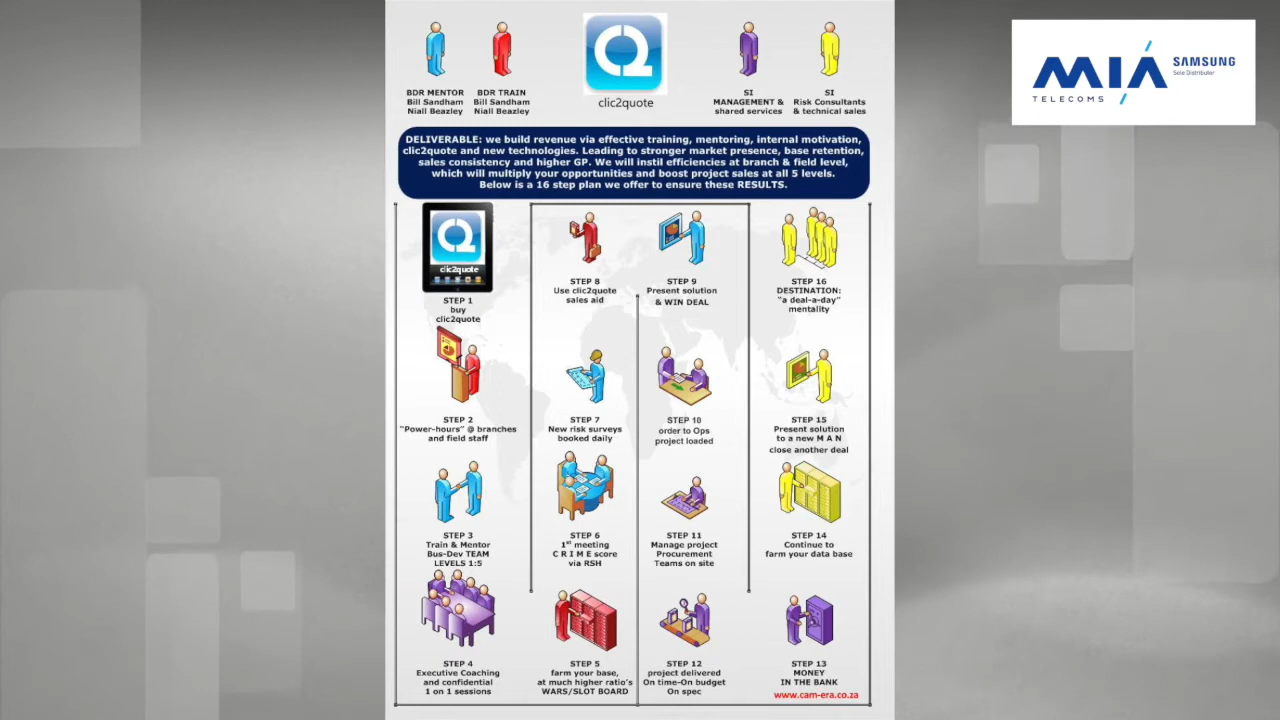 BDR MENTOR
Bill Sandham
Niall Beazley
BDR TRAIN
Bill Sandham
Niall Beazley
clic2quote
SI
MANAGEMENT &
shared services
SI
Risk Consultants
& technical sales
MIÁ
TELECOMS
SAMSUNG
Sole Distributor
DELIVERABLE: we build revenue via effective training, mentoring, internal motivation,
clic2quote and new technologies. Leading to stronger market presence, base retention,
sales consistency and higher GP. We will instil efficiencies at branch & field level,
which will multiply your opportunities and boost project sales at all 5 levels.
Below is a 16 step plan we offer to ensure these RESULTS.
clic2quote
STEP 1
buy
clic2quote
STEP 8
Use clic2quote
sales aid
STEP 9
Present solution
& WIN DEAL
STEP 16
DESTINATION:
"a deal-a-day"
mentality
STEP 2
"Power-hours" @ branches
and field staff
STEP 7
New risk surveys
booked daily
STEP 10
order to Ops
project loaded
STEP 15
Present solution
to a new M A N
close another deal
STEP 3
Train & Mentor
Bus-Dev TEAM
LEVELS 1:5
STEP 6
1st meeting
C R I M E score
via RSH
STEP 11
Manage project
Procurement
Teams on site
STEP 14
Continue to
farm your data base
STEP 4
Executive Coaching
and confidential
1 on 1 sessions
STEP 5
farm your base,
at much higher ratio's
WARS/SLOT BOARD
STEP 12
project delivered
On time-On budget
On spec
STEP 13
MONEY
IN THE BANK
www.cam-era.co.za